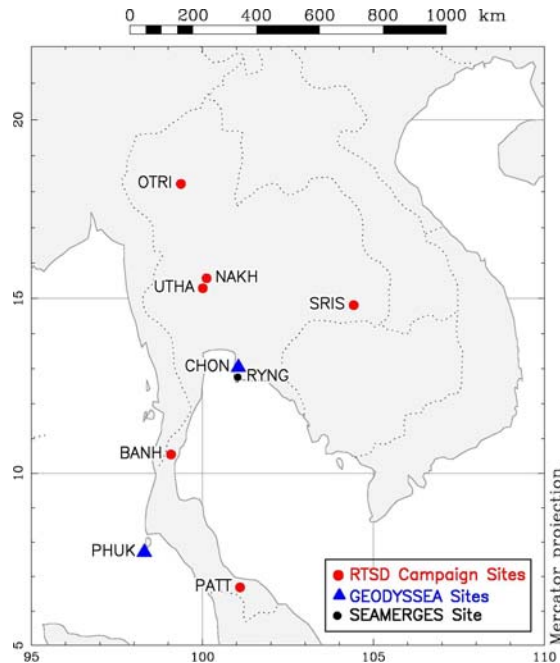 0 200 400 600 800 1000 km
20
15
10
5
95 100 105 110
OTRI
NAKH
UTHA
SRIS
CHON
RYNG
BANH
PHUK
PATT
RTSD Campaign Sites
GEODYSSEA Sites
SEAMERGES Site
Mercator projection